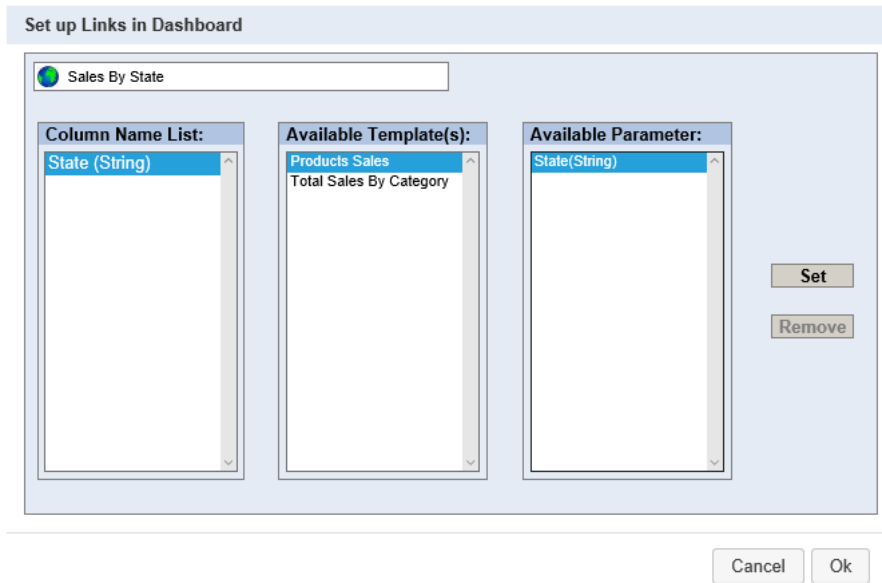 Set up Links in Dashboard
Sales By State
Column Name List:
State (String)
Available Template(s):
Products Sales
Total Sales By Category
Available Parameter:
State(String)
Set
Remove
Cancel
Ok